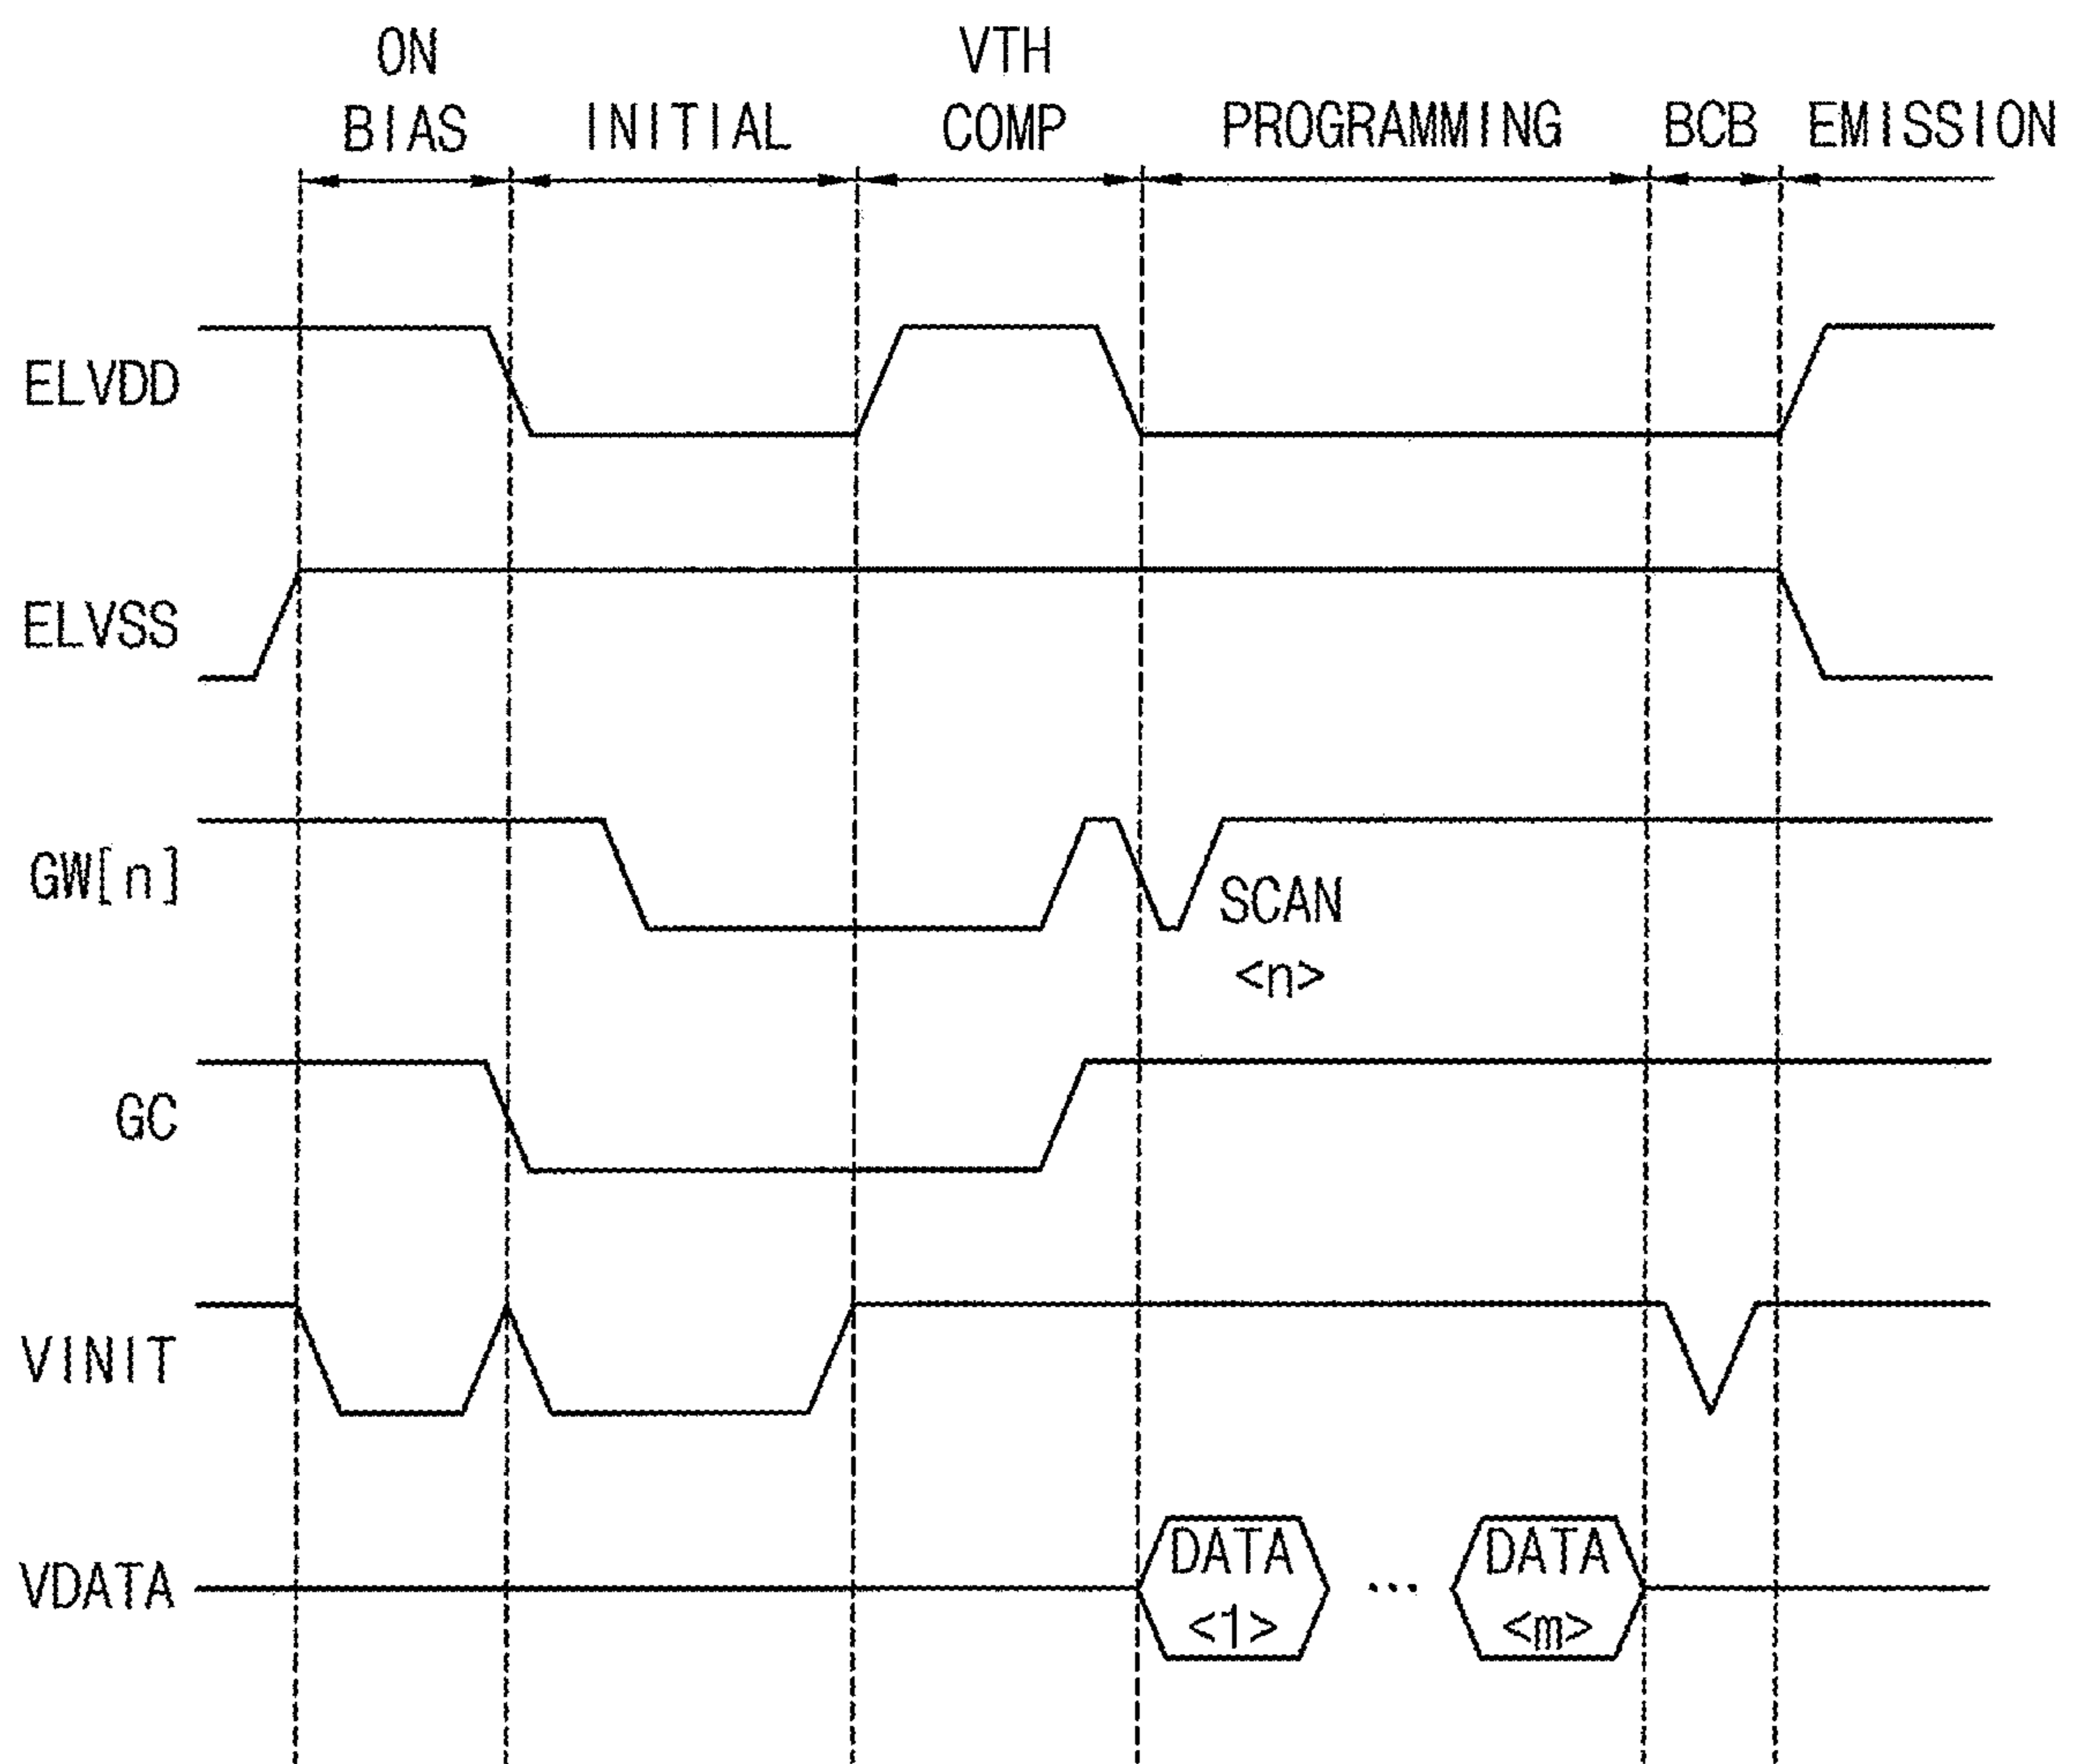 ON
BIAS
INITIAL
VTH
COMP
PROGRAMMING
BCB
EMISSION
ELVDD
ELVSS
GW[n]
SCAN
<n>
GC
VINIT
VDATA
DATA
<1>
...
DATA
<m>